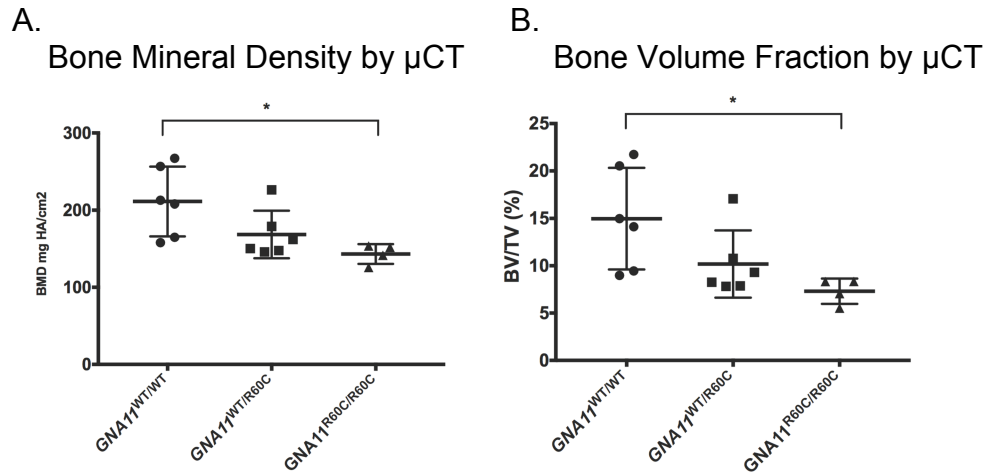 A.
Bone Mineral Density by µCT
*
300
200
100
0
BMD mg HA/cm2
GNA11WT/WT
GNA11WT/R60C
GNA11R60C/R60C
B.
Bone Volume Fraction by µCT
*
25
20
15
10
5
0
BV/TV (%)
GNA11WT/WT
GNA11WT/R60C
GNA11R60C/R60C